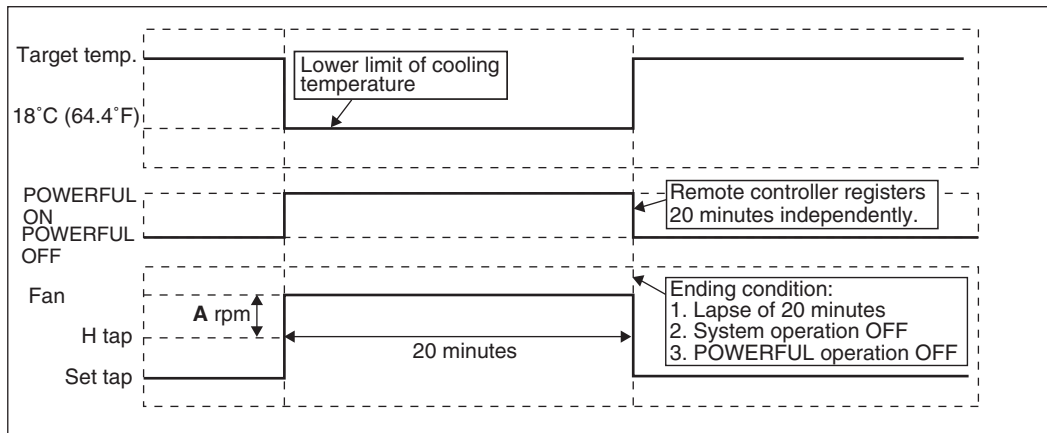 Target temp.
Lower limit of cooling
temperature
18˚C (64.4˚F)
POWERFUL
ON
POWERFUL
OFF
Remote controller registers
20 minutes independently.
Fan
A rpm
H tap
20 minutes
Set tap
Ending condition:
1. Lapse of 20 minutes
2. System operation OFF
3. POWERFUL operation OFF